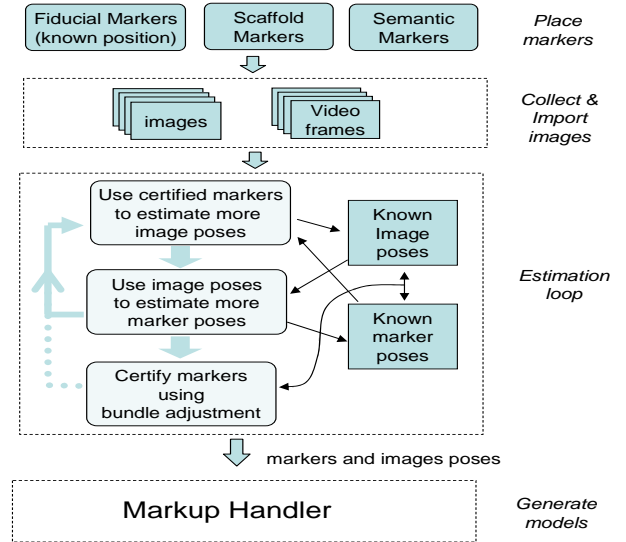 Fiducial Markers
(known position)
Scaffold
Markers
Semantic
Markers
Place
markers
images
Video
frames
Collect &
Import
images
Use certified markers
to estimate more
image poses
Known
Image
poses
Use image poses
to estimate more
marker poses
Known
marker
poses
Estimation
loop
Certify markers
using
bundle adjustment
markers and images poses
Markup Handler
Generate
models